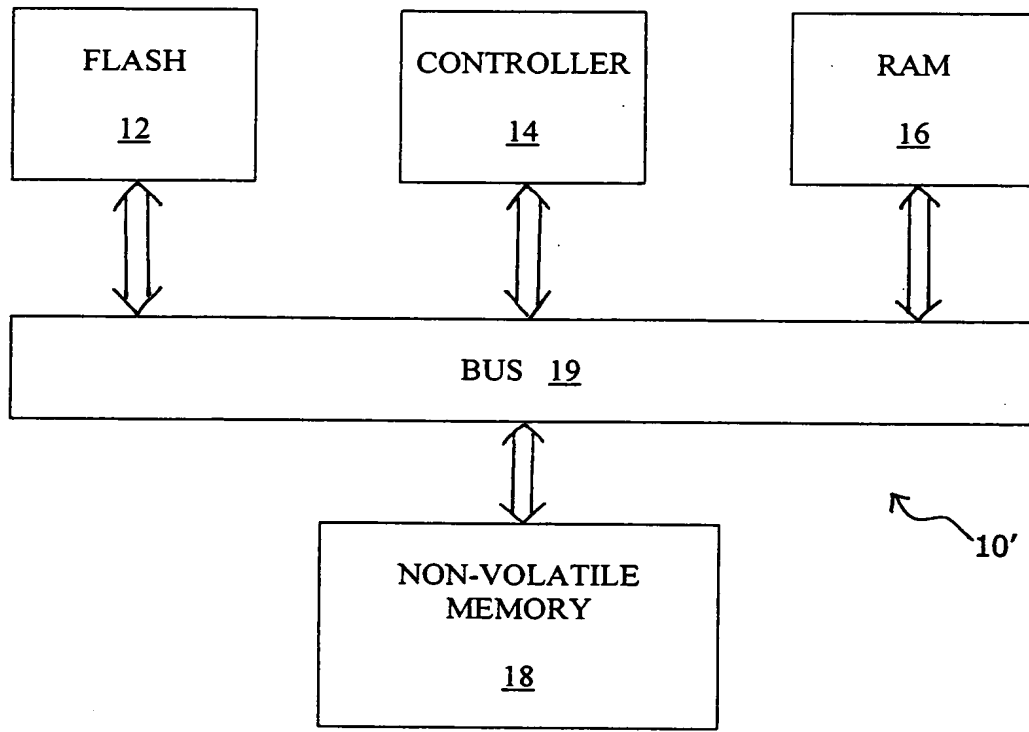 FLASH
12
CONTROLLER
14
RAM
16
BUS 19
10'
NON-VOLATILE
MEMORY
18